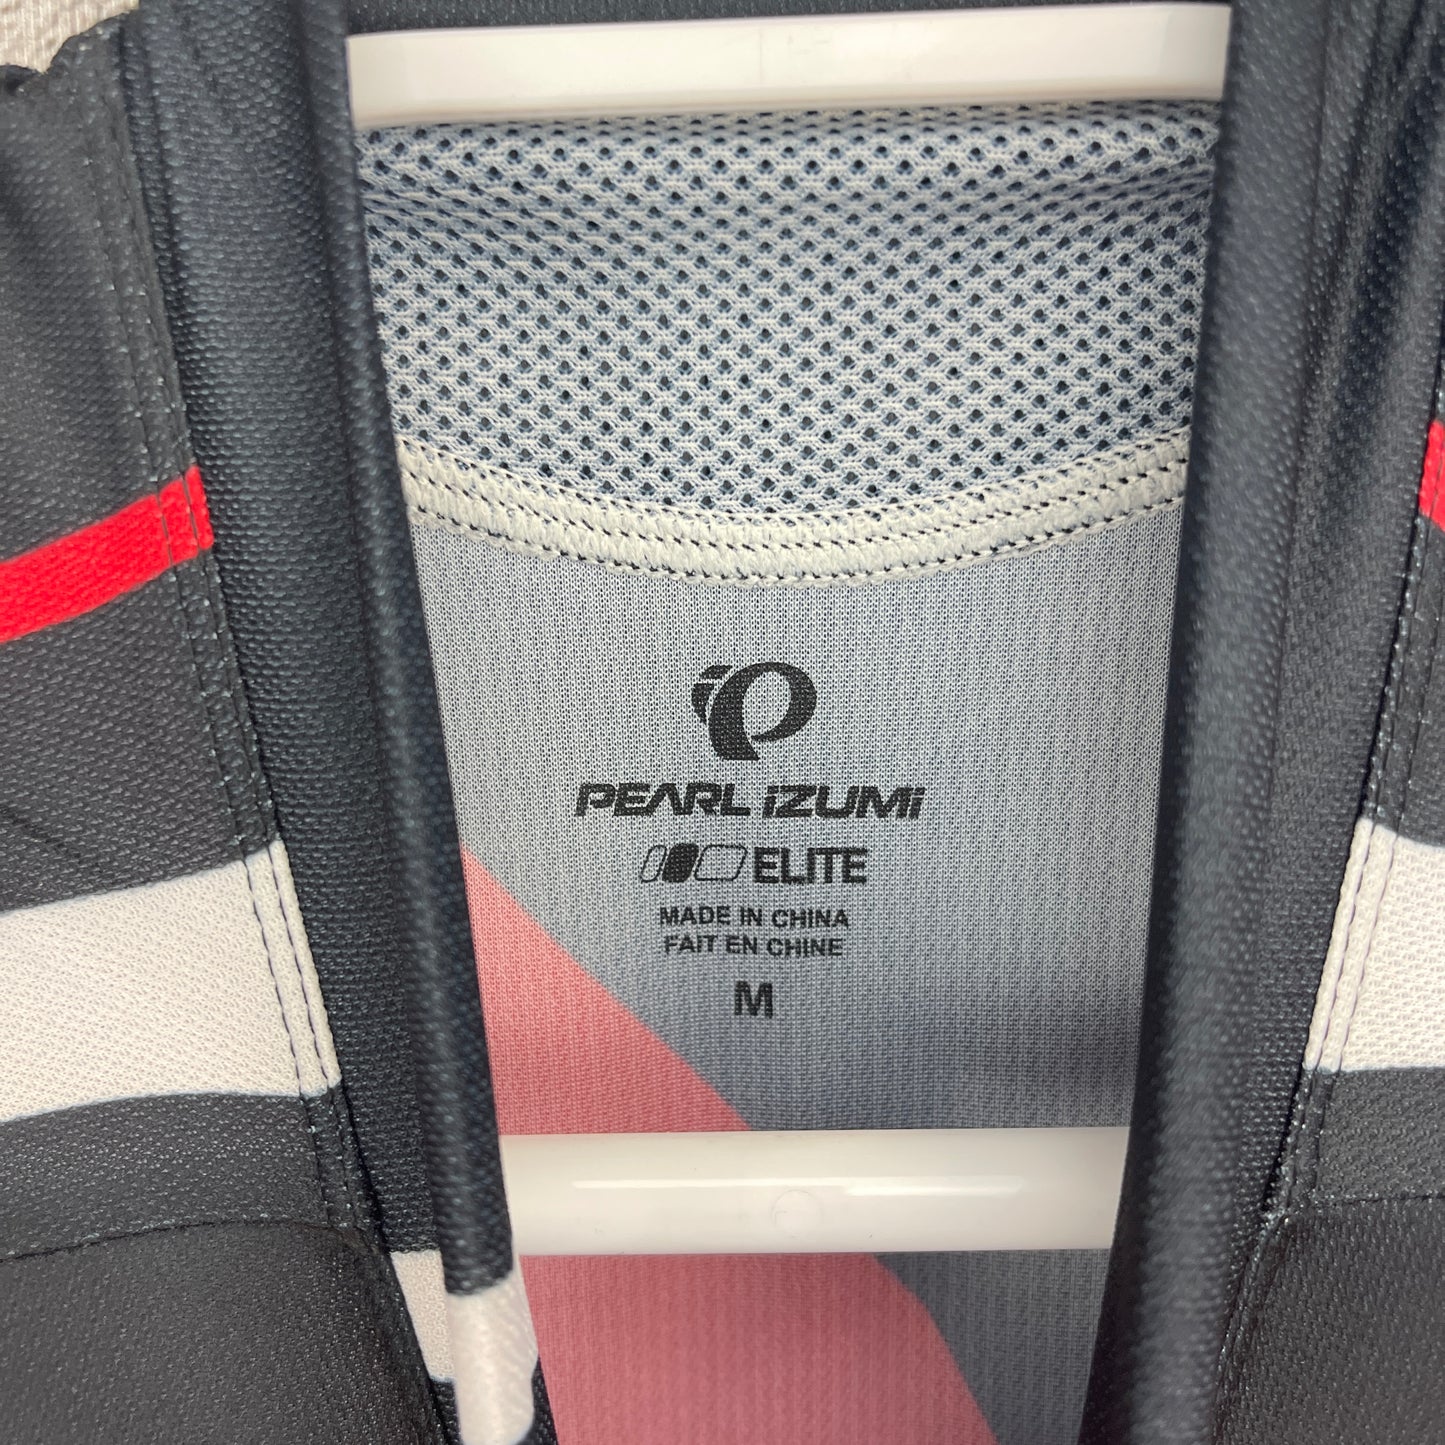 PEARL iZUMi
ELITE
MADE IN CHINA
FAIT EN CHINE
M